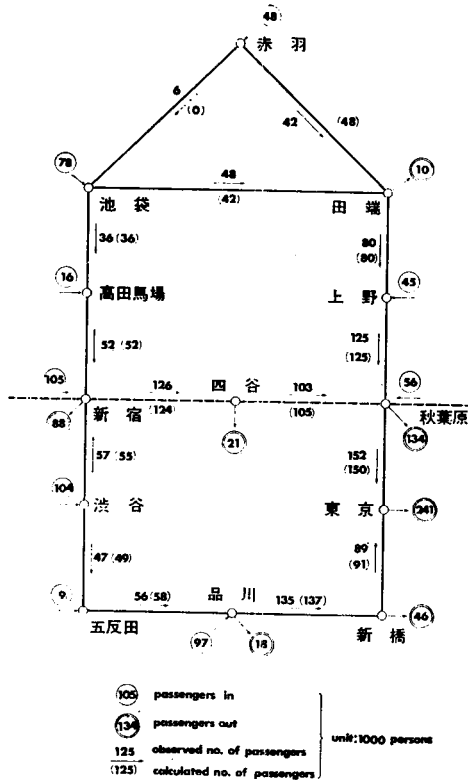 48
赤羽
6
(0)
42
(48)
78
48
(42)
10
池袋
田端
36 (36)
80
(80)
16
高田馬場
上野
45
52 (52)
125
(125)
105
126
(124)
四谷
103
(105)
56
88
新宿
21
秋葉原
134
57 (55)
152
(150)
104
渋谷
東京
241
47 (49)
89
(91)
9
56 (58)
品川
135 (137)
五反田
97
18
新橋
46
105 passengers in
134 passengers out
125 observed no. of passengers
(125) calculated no. of passengers
unit:1000 persons